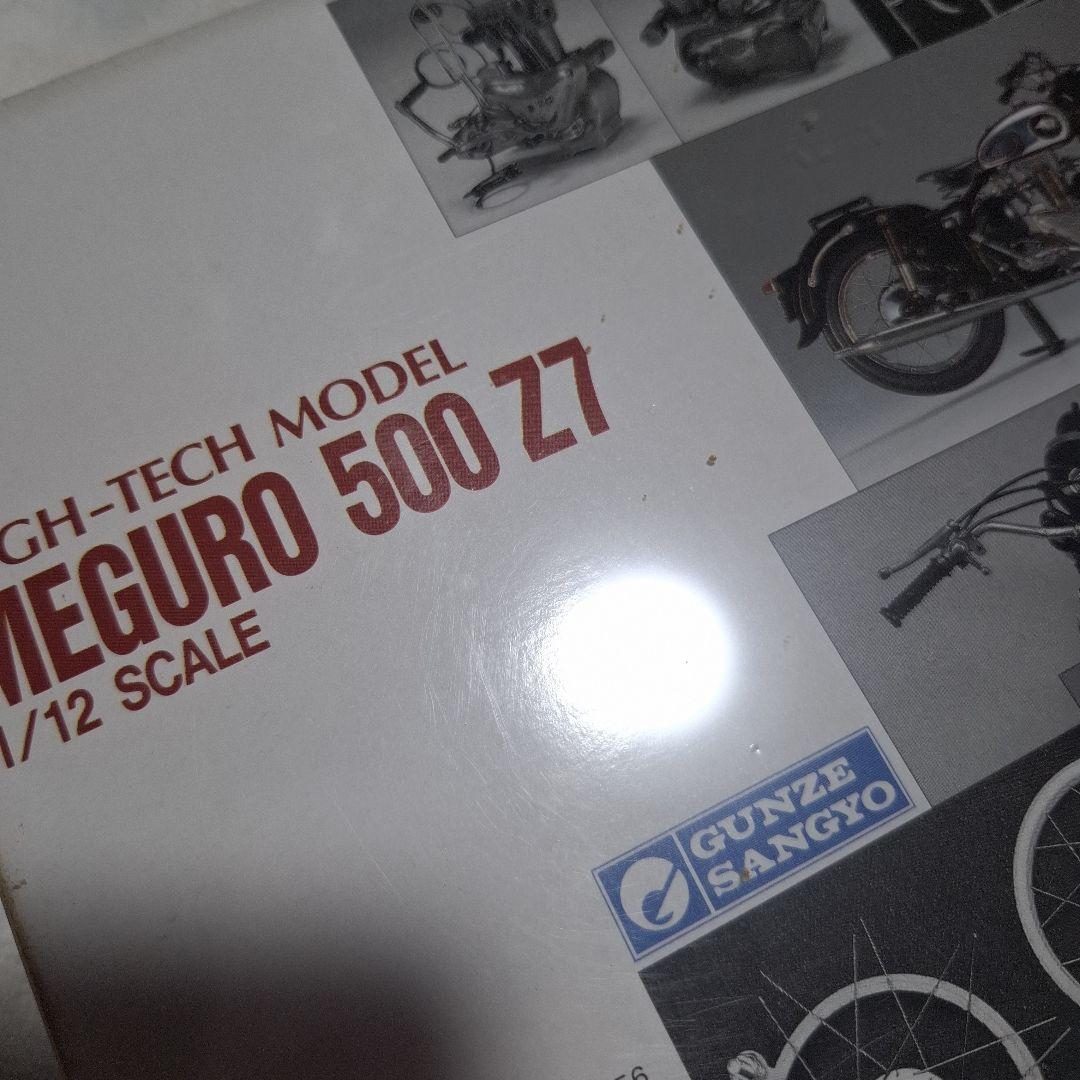 GH-TECH MODEL
MEGURO 500 Z7
1/12 SCALE
GUNZE
SANGYO